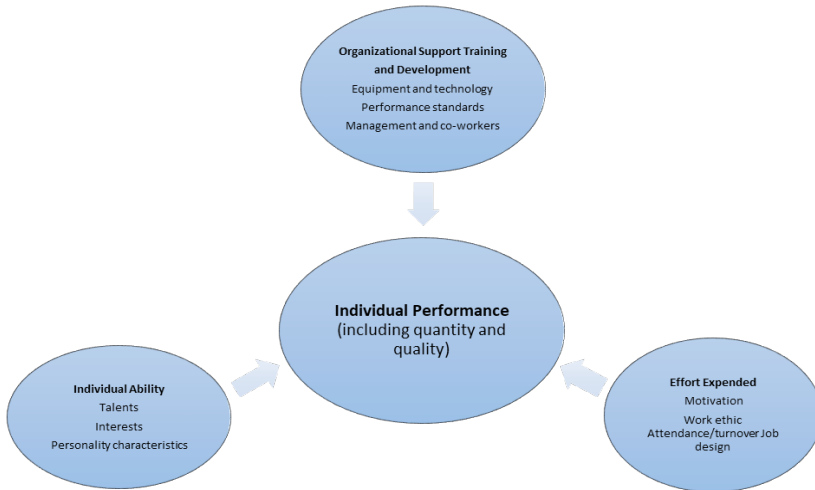 Organizational Support Training
and Development
Equipment and technology
Performance standards
Management and co-workers
Individual Performance
(including quantity and
quality)
Individual Ability
Talents
Interests
Personality characteristics
Effort Expended
Motivation
Work ethic
Attendance/turnover Job
design